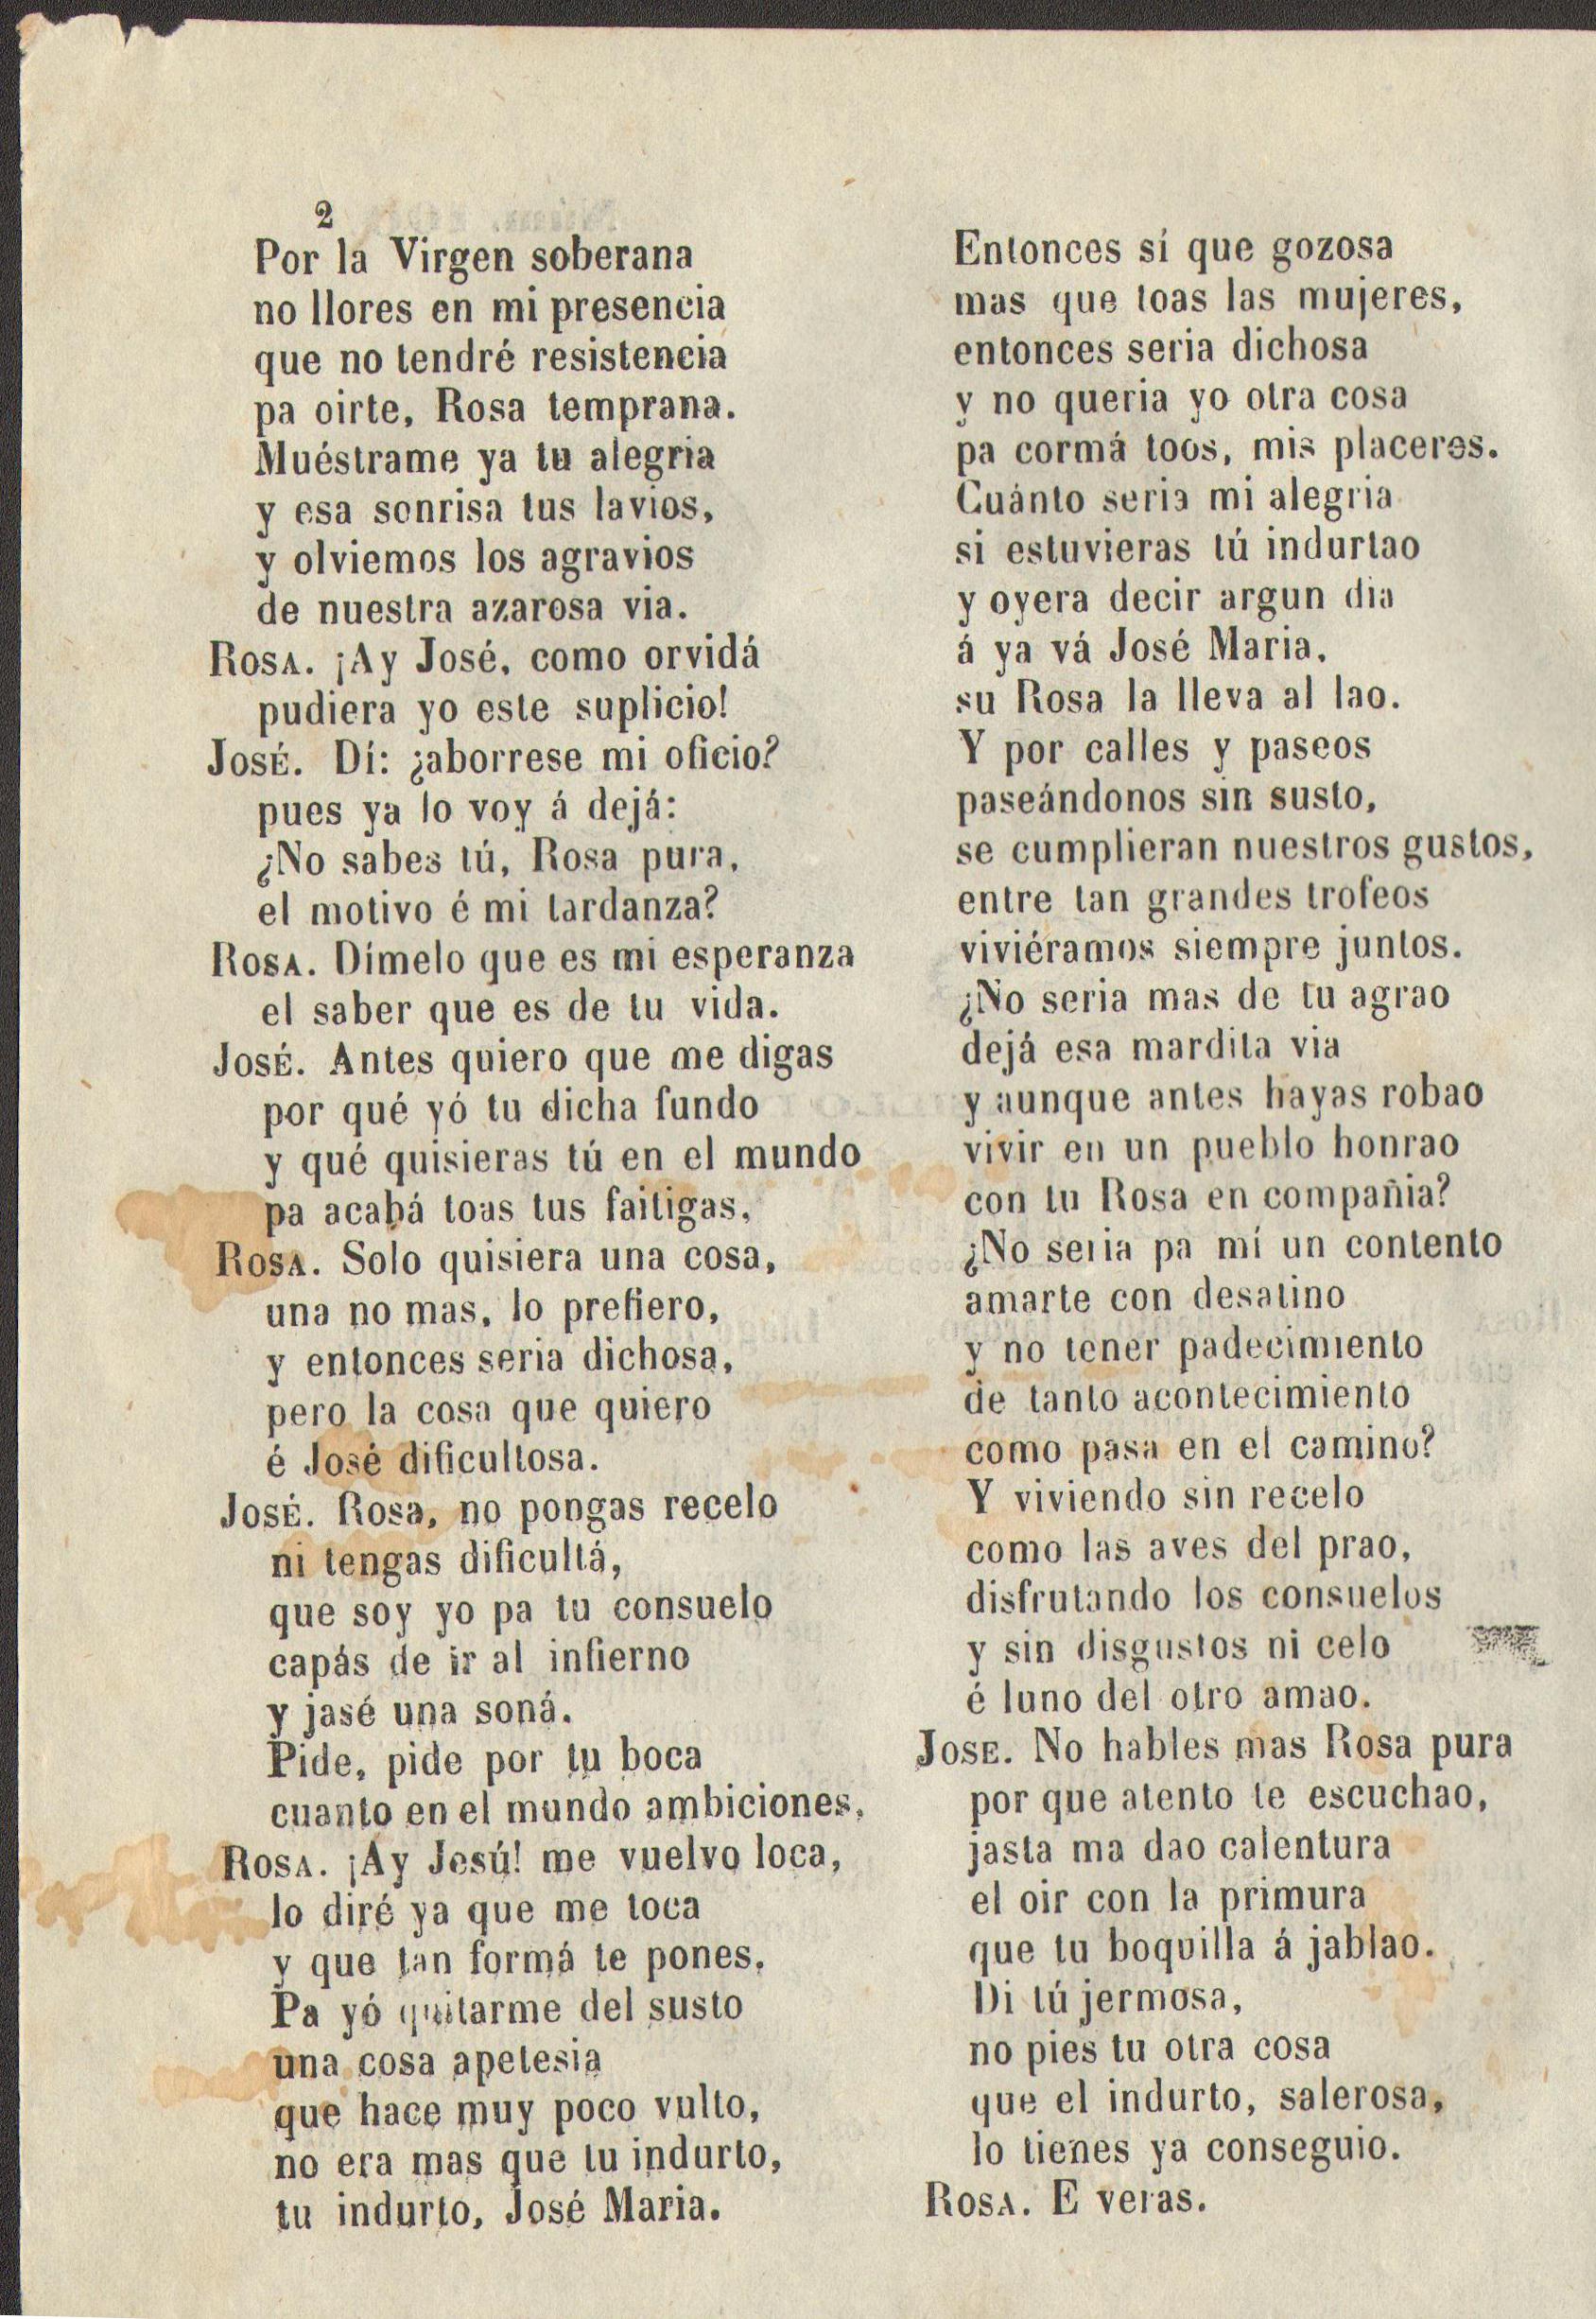 2
Por la Virgen soberana
no llores en mi presencia
que no tendré resistencia
pa oirte, Rosa temprana.
Muéstrame ya tu alegria
y esa sonrisa tus lavios,
y olviemos los agravios
de nuestra azarosa via.
ROSA. ¡Ay José, como orvidá
pudiera yo este suplicio!
JOSÉ. Dí: ¿aborrese mi oficio?
pues ya lo voy á dejá:
¿No sabes tú, Rosa pura,
el motivo é mi tardanza?
ROSA. Dímelo que es mi esperanza
el saber que es de tu vida.
JOSÉ. Antes quiero que me digas
por qué yó tu dicha fundo
y qué quisieras tú en el mundo
pa acabá toas tus faitigas,
ROSA. Solo quisiera una cosa,
una no mas, lo prefiero,
y entonces seria dichosa,
pero la cosa que quiero
é José dificultosa.
JOSÉ. Rosa, no pongas recelo
ni tengas dificultá,
que soy yo pa tu consuelo
capás de ir al infierno
y jasé una soná.
Pide, pide por tu boca
cuanto en el mundo ambiciones,
ROSA. ¡Ay Jesú! me vuelvo loca,
lo diré ya que me toca
y que tan formá te pones,
Pa yó quitarme del susto
una cosa apetesia
que hace muy poco vulto,
no era mas que tu indurto,
tu indurto, José Maria.
Entonces sí que gozosa
mas que toas las mujeres,
entonces seria dichosa
y no queria yo otra cosa
pa cormá toos, mis placeres.
Cuánto seria mi alegria
si estuvieras tú indurtao
y oyera decir argun dia
á ya vá José Maria,
su Rosa la lleva al lao.
Y por calles y paseos
paseándonos sin susto,
se cumplieran nuestros gustos,
entre tan grandes trofeos
viviéramos siempre juntos.
¿No seria mas de tu agrao
dejá esa mardita via
y aunque antes hayas robao
vivir en un pueblo honrao
con tu Rosa en compañia?
¿No seria pa mí un contento
amarte con desatino
y no tener padecimiento
de tanto acontecimiento
como pasa en el camino?
Y viviendo sin recelo
como las aves del prao,
disfrutando los consuelos
y sin disgustos ni celo
é luno del otro amao.
JOSE. No hables mas Rosa pura
por que atento te escuchao,
jasta ma dao calentura
el oir con la primura
que tu boquilla á jablao.
Di tú jermosa,
no pies tu otra cosa
que el indurto, salerosa,
lo tienes ya conseguio.
ROSA. E veras.